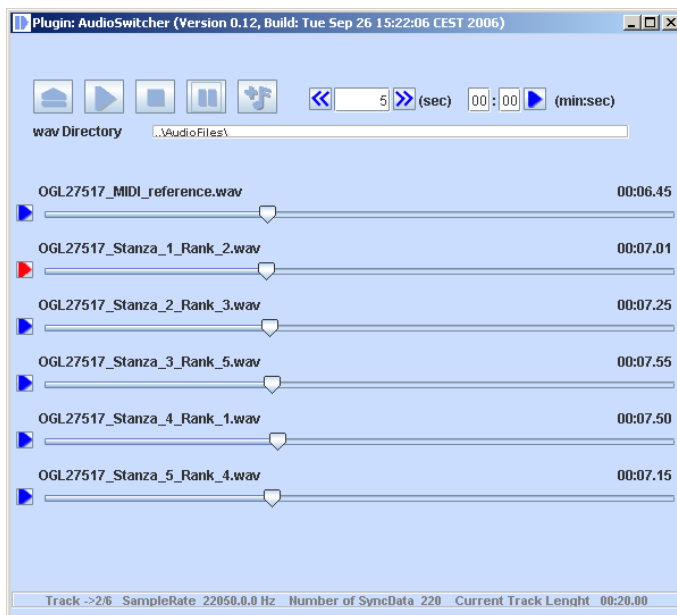 Plugin: AudioSwitcher (Version 0.12, Build: Tue Sep 26 15:22:06 CEST 2006)
5 (sec) 00 : 00 (min:sec)
wav Directory ..\AudioFiles\
OGL27517_MIDI_reference.wav 00:06.45
OGL27517_Stanza_1_Rank_2.wav 00:07.01
OGL27517_Stanza_2_Rank_3.wav 00:07.25
OGL27517_Stanza_3_Rank_5.wav 00:07.55
OGL27517_Stanza_4_Rank_1.wav 00:07.50
OGL27517_Stanza_5_Rank_4.wav 00:07.15
Track ->2/6 SampleRate 22050.0.0 Hz Number of SyncData 220 Current Track Lenght 00:20.00